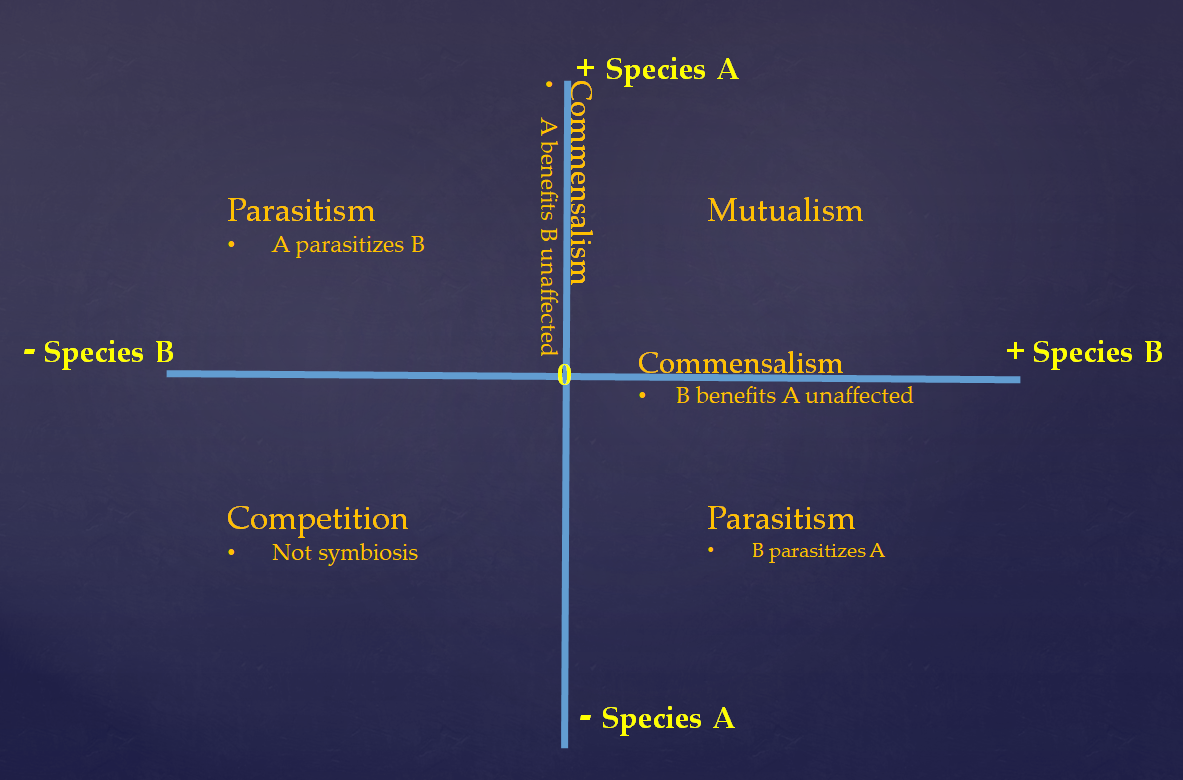 + Species A
Commensalism
• A benefits B unaffected
Parasitism
• A parasitizes B
Mutualism
- Species B
0
+ Species B
Commensalism
• B benefits A unaffected
Competition
• Not symbiosis
Parasitism
• B parasitizes A
- Species A